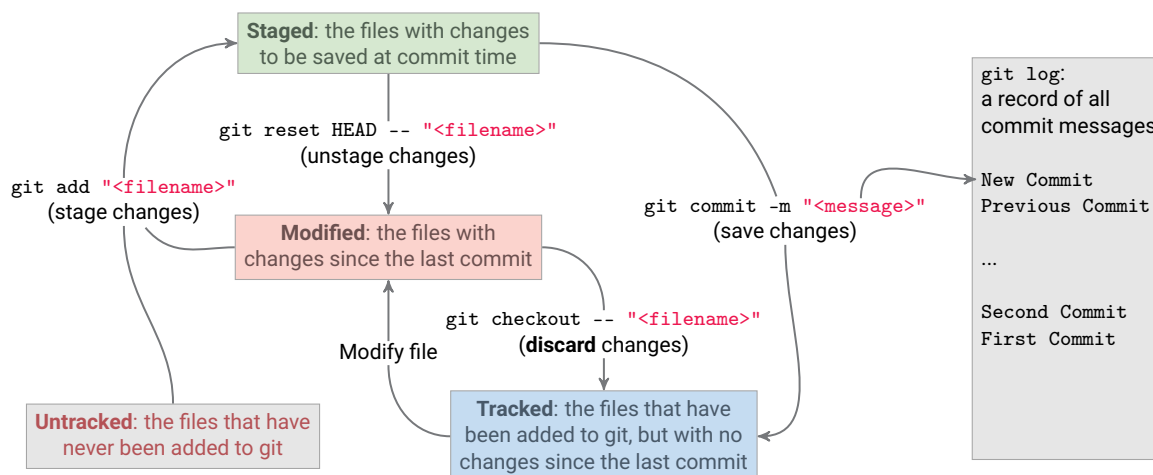 Staged: the files with changes
to be saved at commit time
git log:
a record of all
commit messages
git reset HEAD -- "<filename>"
(unstage changes)
git add "<filename>"
(stage changes)
New Commit
Previous Commit
git commit -m "<message>"
(save changes)
Modified: the files with
changes since the last commit
...
Second Commit
First Commit
git checkout -- "<filename>"
(discard changes)
Modify file
Untracked: the files that have
never been added to git
Tracked: the files that have
been added to git, but with no
changes since the last commit